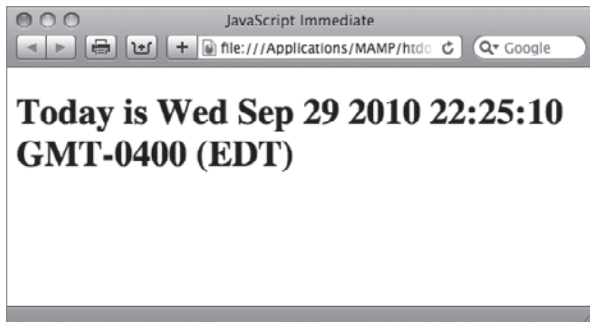 JavaScript Immediate
file:///Applications/MAMP/htdo
Google
Today is Wed Sep 29 2010 22:25:10
GMT-0400 (EDT)